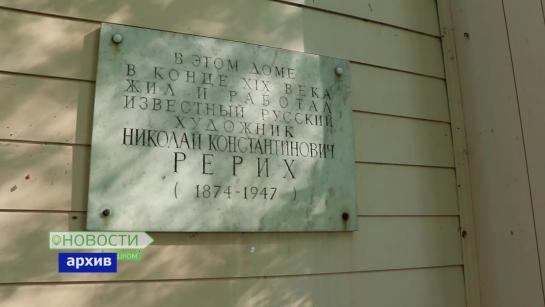 В ЭТОМ ДОМЕ
В КОНЦЕ XIX ВЕКА
ЖИЛ И РАБОТАЛ
ИЗВЕСТНЫЙ РУССКИЙ
ХУДОЖНИК
НИКОЛАЙ КОНСТАНТИНОВИЧ
РЕРИХ
( 1874-1947 )
НОВОСТИ
архив